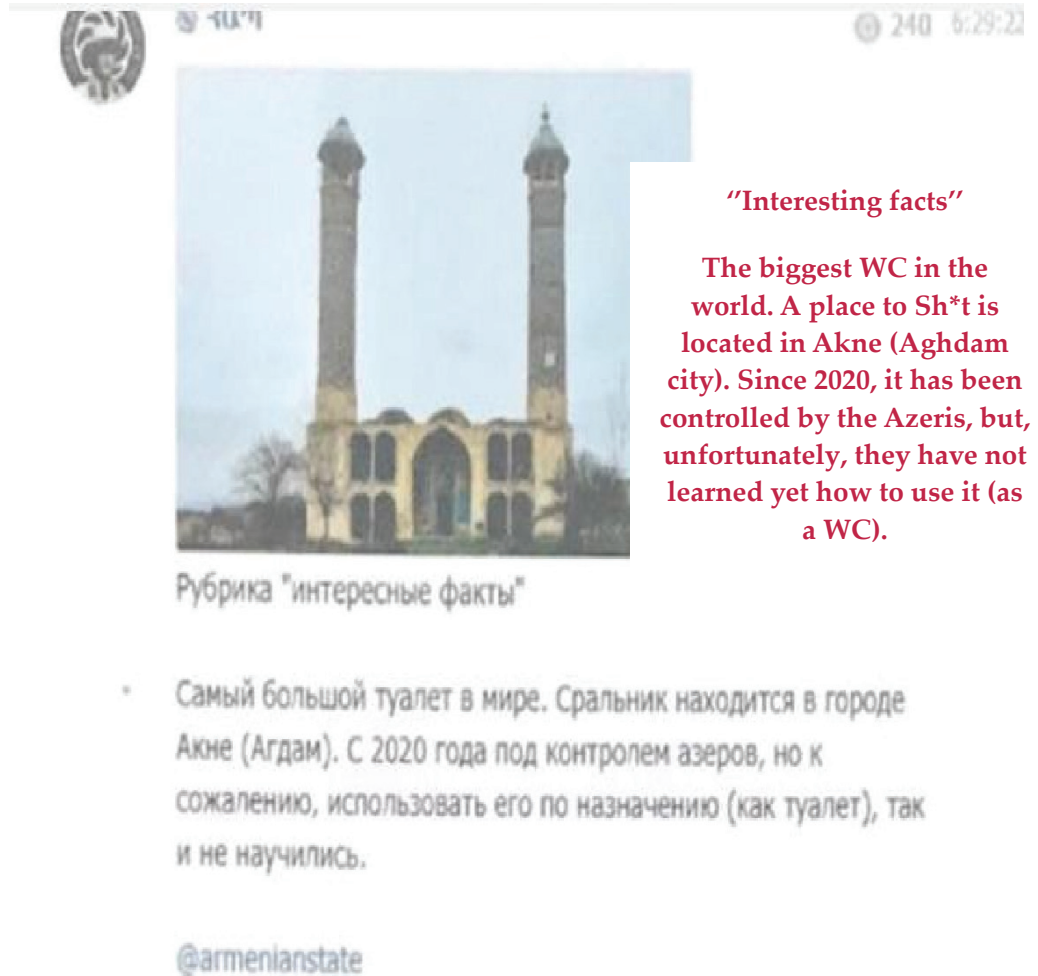 240 6:29:22
‘’Interesting facts’’
The biggest WC in the
world. A place to Sh*t is
located in Akne (Aghdam
city). Since 2020, it has been
controlled by the Azeris, but,
unfortunately, they have not
learned yet how to use it (as
a WC).
Рубрика "интересные факты"
Самый большой туалет в мире. Сральник находится в городе
Акне (Агдам). С 2020 года под контролем азеров, но к
сожалению, использовать его по назначению (как туалет), так
и не научились.
@armenianstate